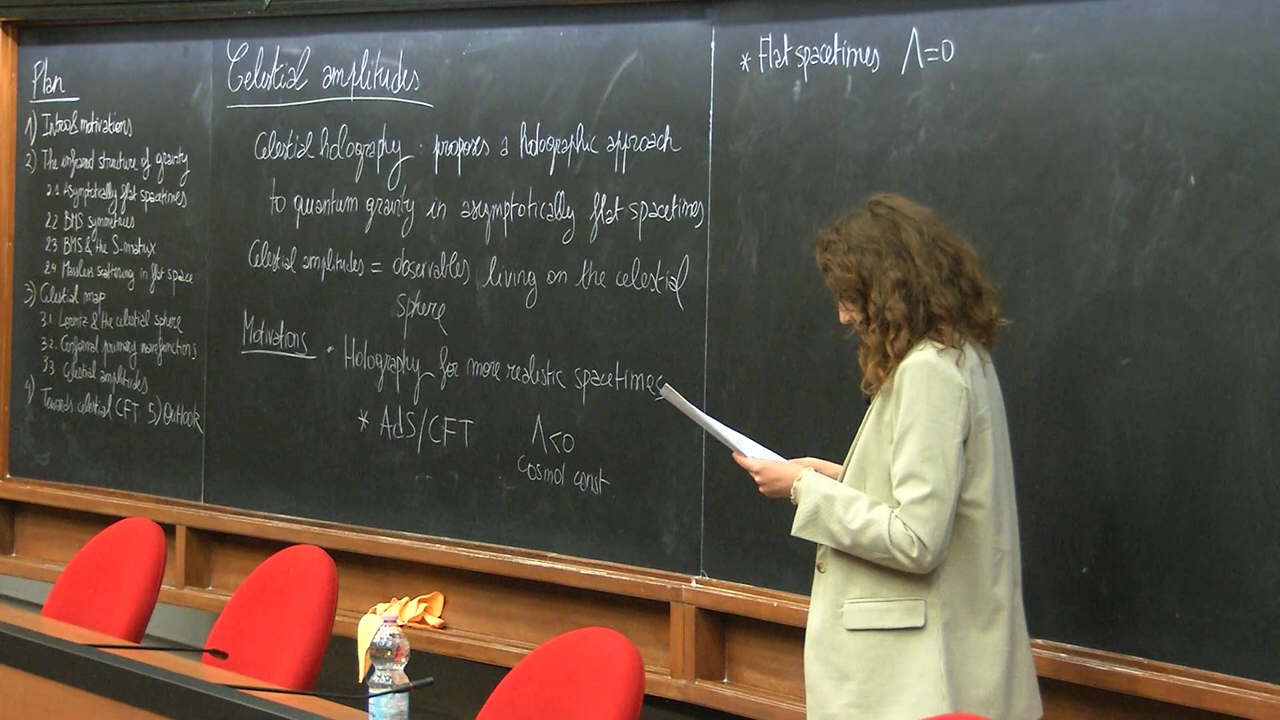 Plan
1) Intro & motivations
2) The infrared structure of gravity
2.1 Asymptotically flat spacetimes
2.2 BMS symmetries
2.3 BMS & the S-matrix
2.4 Massless scattering in flat space
3) Celestial map
3.1. Lorentz & the celestial sphere
3.2. Conformal primary wavefunctions
3.3 Celestial amplitudes
4) Towards celestial CFT 5) Outlook
Celestial amplitudes
Celestial holography : proposes a holographic approach
to quantum gravity in asymptotically flat spacetimes
Celestial amplitudes = observables living on the celestial
sphere
Motivations • Holography for more realistic spacetimes
* AdS/CFT Λ<0
Cosmol const
* Flat spacetimes Λ=0